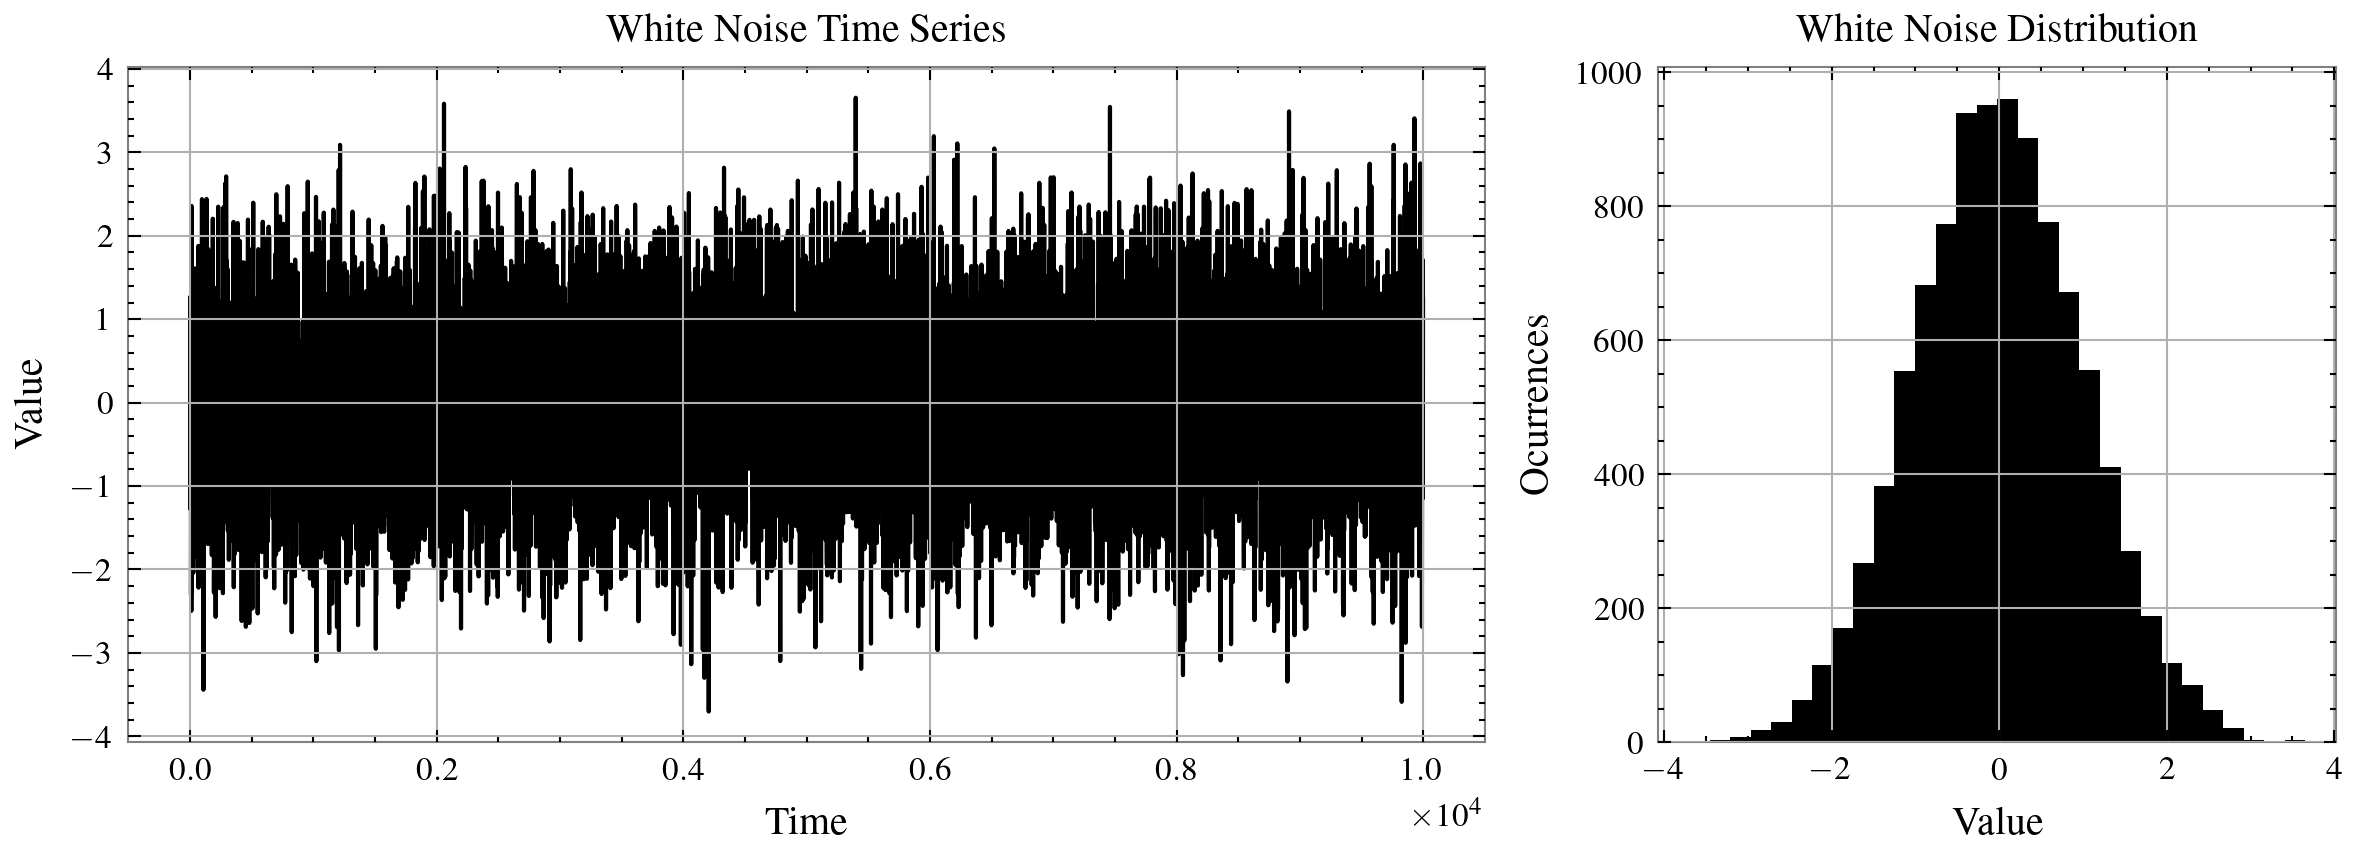 White Noise Time Series
4
3
2
1
0
−1
−2
−3
−4
Value
0.0 0.2 0.4 0.6 0.8 1.0
×10⁴
Time
White Noise Distribution
1000
800
600
400
200
0
Ocurrences
−4 −2 0 2 4
Value